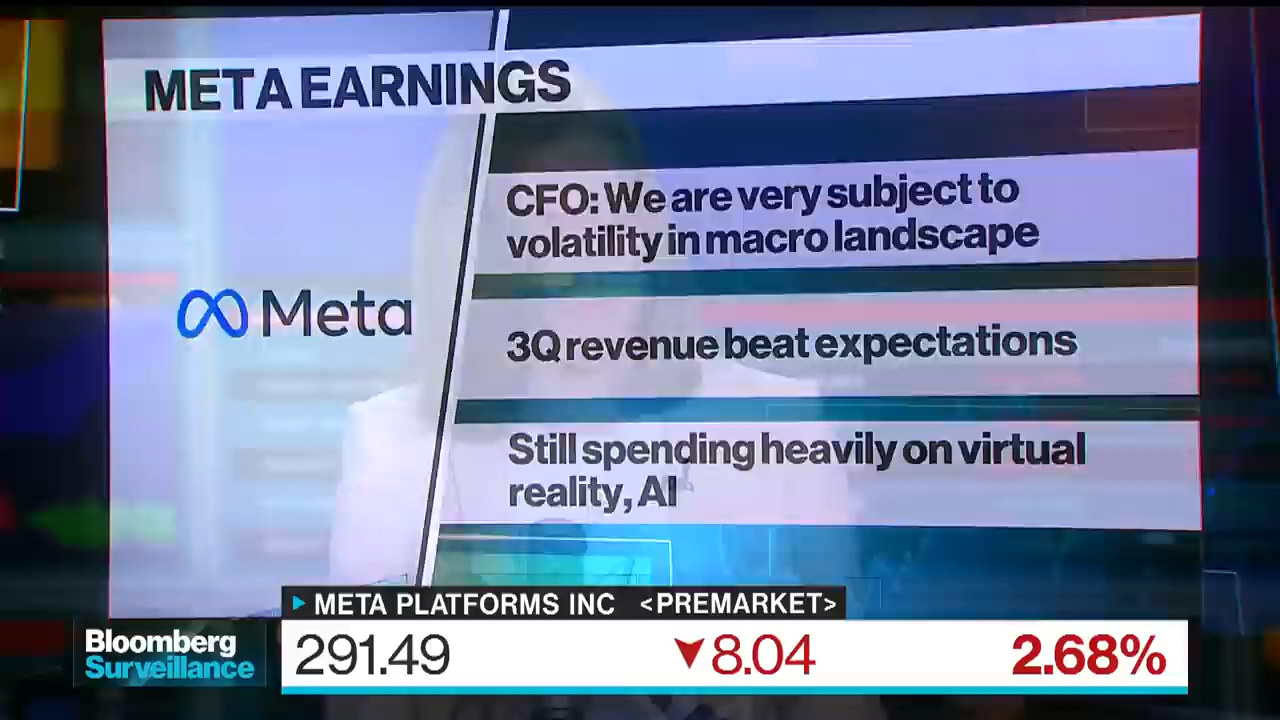 META EARNINGS
Meta
CFO: We are very subject to
volatility in macro landscape
3Q revenue beat expectations
Still spending heavily on virtual
reality, AI
META PLATFORMS INC <PREMARKET>
Bloomberg
Surveillance
291.49 ▼8.04 2.68%